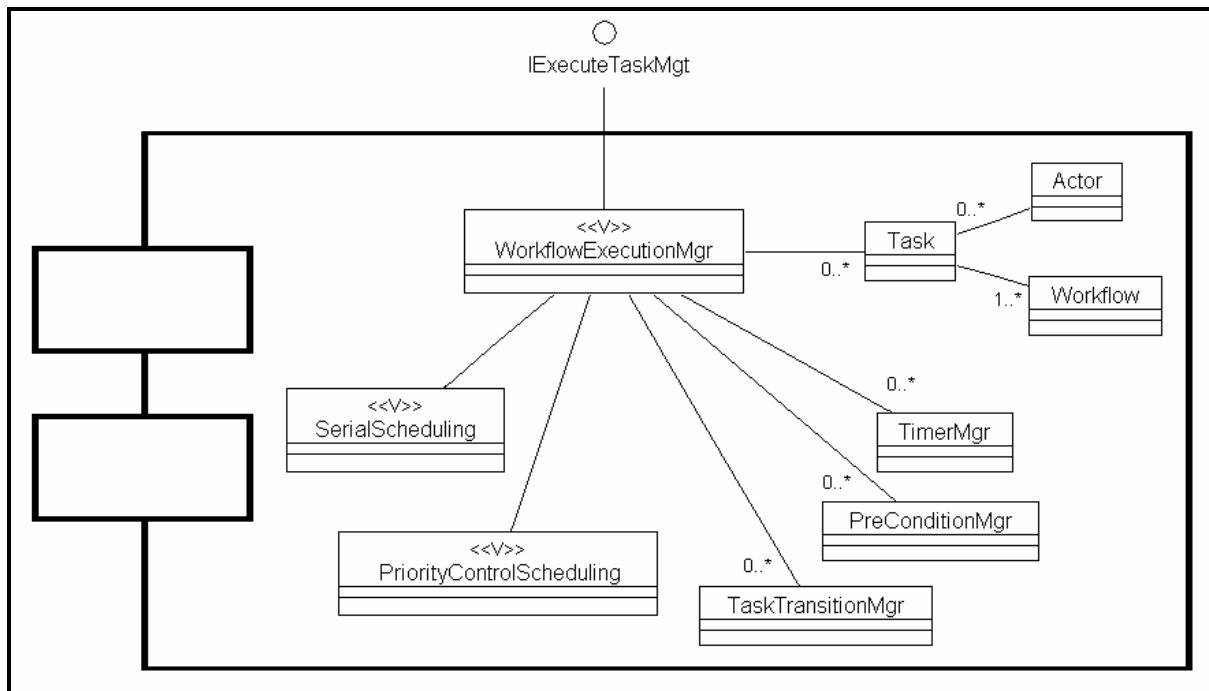 IExecuteTaskMgt
<<V>>
WorkflowExecutionMgr
0..*
Task
0..*
Actor
1..*
Workflow
<<V>>
SerialScheduling
<<V>>
PriorityControlScheduling
0..*
TimerMgr
0..*
PreConditionMgr
0..*
TaskTransitionMgr